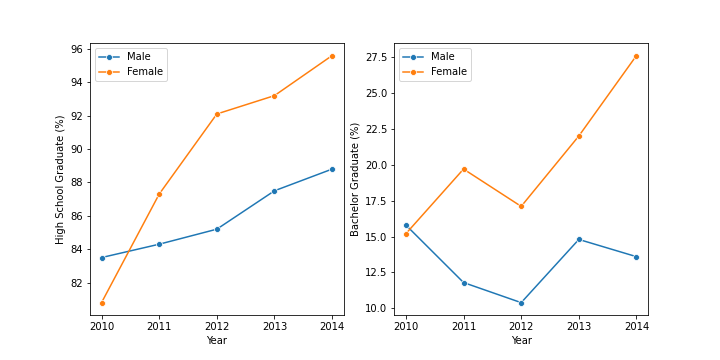 Male
Female
High School Graduate (%)
96
94
92
90
88
86
84
82
2010 2011 2012 2013 2014
Year
Male
Female
Bachelor Graduate (%)
27.5
25.0
22.5
20.0
17.5
15.0
12.5
10.0
2010 2011 2012 2013 2014
Year